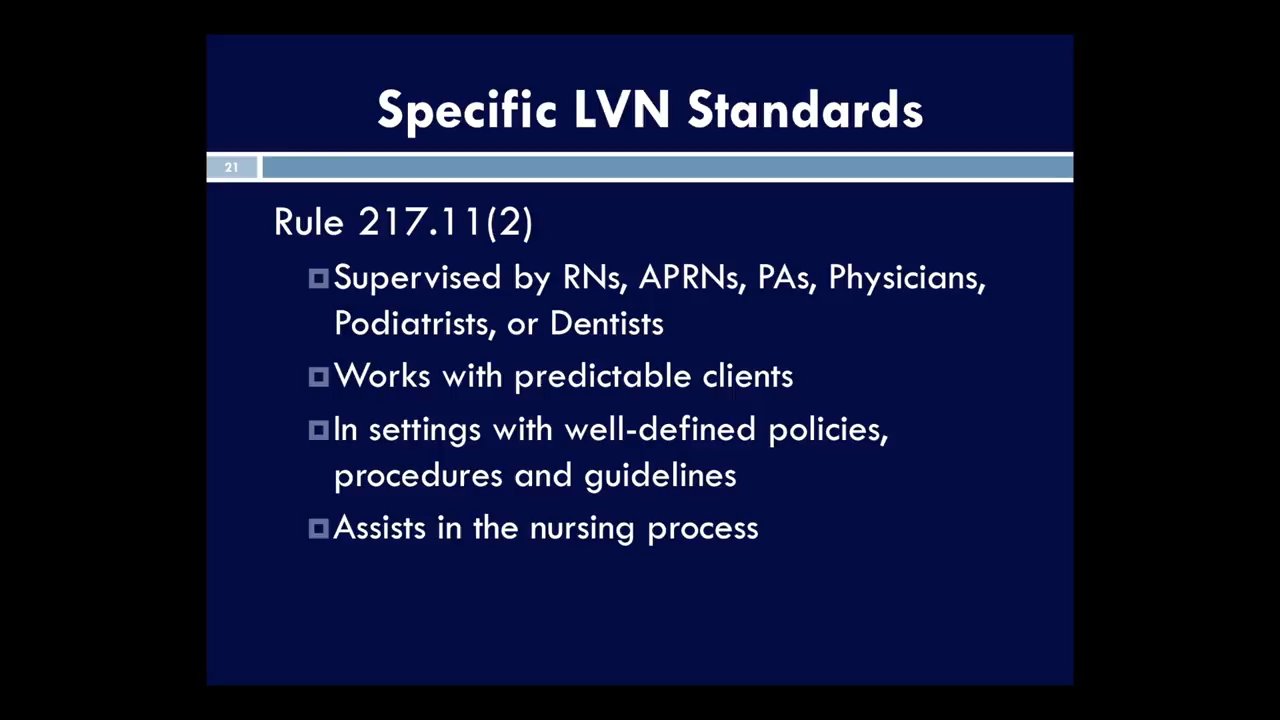 Specific LVN Standards
21
Rule 217.11(2)
Supervised by RNs, APRNs, PAs, Physicians,
Podiatrists, or Dentists
Works with predictable clients
In settings with well-defined policies,
procedures and guidelines
Assists in the nursing process